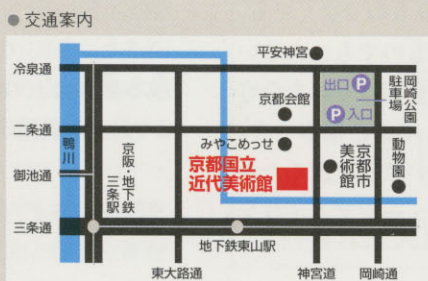 ● 交通案内
平安神宮
冷泉通
出口 P
岡崎公園
駐車場
京都会館
P 入口
二条通
鴨川
京阪・地下鉄
三条駅
みやこめっせ
京都国立
近代美術館
京都市
美術館
動物園
御池通
三条通
地下鉄東山駅
東大路通
神宮道
岡崎通